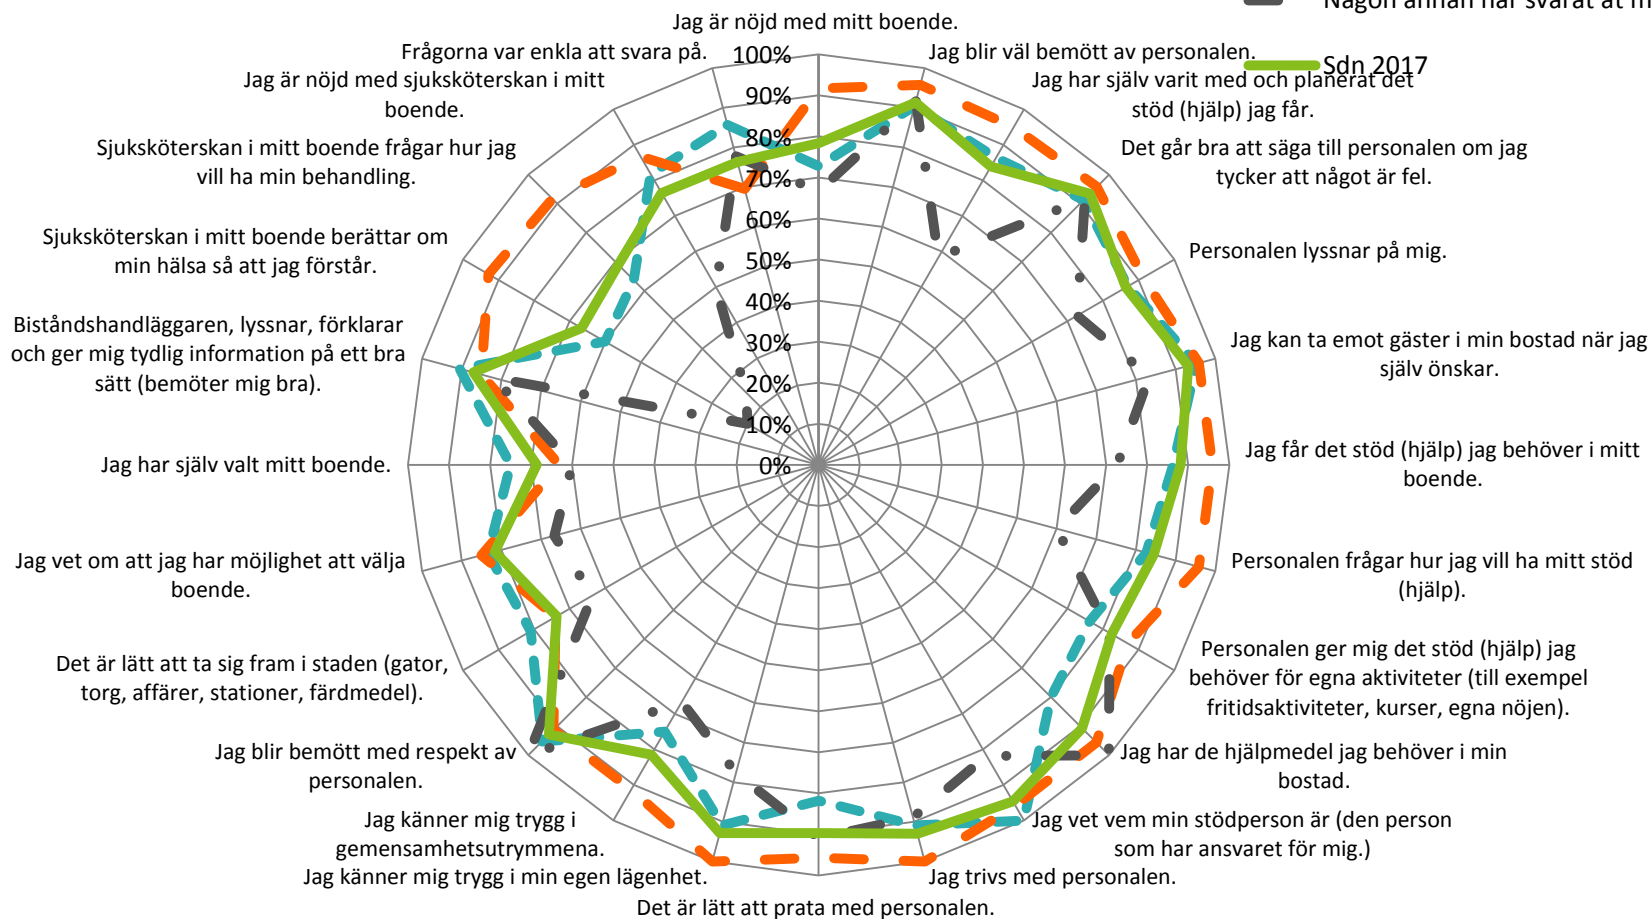 Någon annan har svarat åt
Sdn 2017
Jag är nöjd med mitt boende.
Jag blir väl bemött av personalen.
Jag har själv varit med och planerat det
stöd (hjälp) jag får.
Det går bra att säga till personalen om jag
tycker att något är fel.
Personalen lyssnar på mig.
Jag kan ta emot gäster i min bostad när jag
själv önskar.
Jag får det stöd (hjälp) jag behöver i mitt
boende.
Personalen frågar hur jag vill ha mitt stöd
(hjälp).
Personalen ger mig det stöd (hjälp) jag
behöver för egna aktiviteter (till exempel
fritidsaktiviteter, kurser, egna nöjen).
Jag har de hjälpmedel jag behöver i min
bostad.
Jag vet vem min stödperson är (den person
som har ansvaret för mig.)
Jag trivs med personalen.
Det är lätt att prata med personalen.
Jag känner mig trygg i min egen lägenhet.
Jag känner mig trygg i
gemensamhetsutrymmena.
Jag blir bemött med respekt av
personalen.
Det är lätt att ta sig fram i staden (gator,
torg, affärer, stationer, färdmedel).
Jag vet om att jag har möjlighet att välja
boende.
Jag har själv valt mitt boende.
Biståndshandläggaren, lyssnar, förklarar
och ger mig tydlig information på ett bra
sätt (bemöter mig bra).
Sjuksköterskan i mitt boende berättar om
min hälsa så att jag förstår.
Sjuksköterskan i mitt boende frågar hur jag
vill ha min behandling.
Jag är nöjd med sjuksköterskan i mitt
boende.
Frågorna var enkla att svara på.
100%
90%
80%
70%
60%
50%
40%
30%
20%
10%
0%